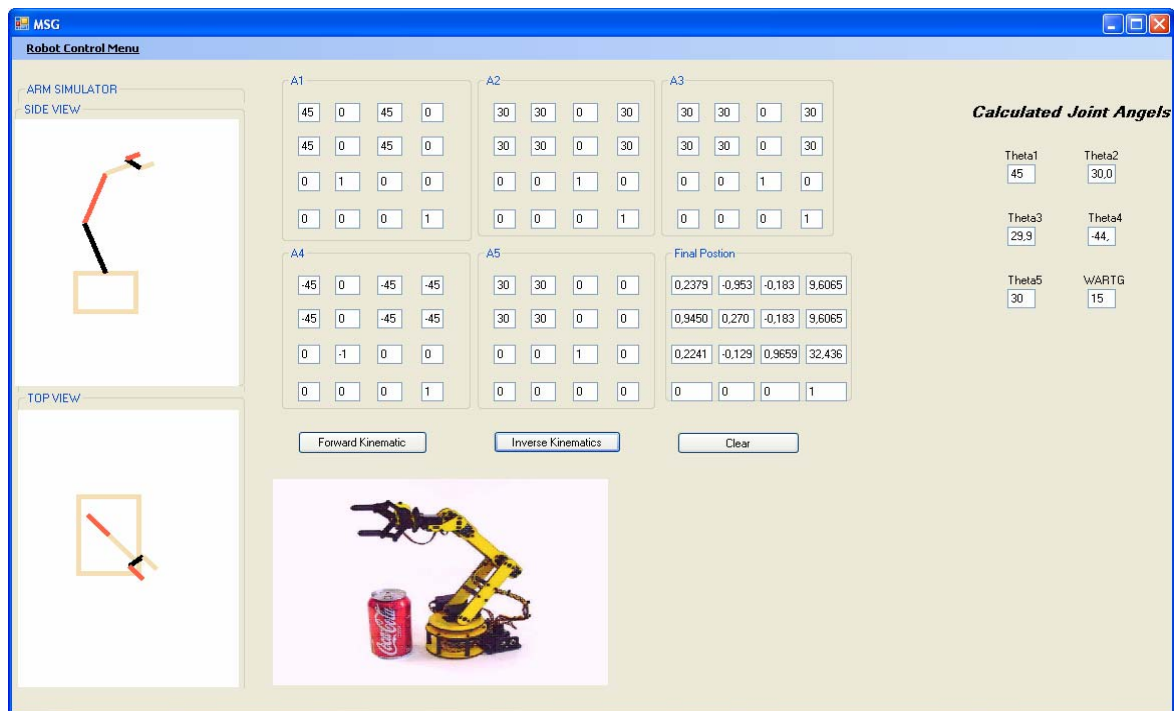 MSG
Robot Control Menu
ARM SIMULATOR
SIDE VIEW
TOP VIEW
A1
45 0 45 0
45 0 45 0
0 1 0 0
0 0 0 1
A2
30 30 0 30
30 30 0 30
0 0 1 0
0 0 0 1
A3
30 30 0 30
30 30 0 30
0 0 1 0
0 0 0 1
A4
-45 0 -45 -45
-45 0 -45 -45
0 -1 0 0
0 0 0 1
A5
30 30 0 0
30 30 0 0
0 0 1 0
0 0 0 0
Final Postion
0,2379 -0,953 -0,183 9,6065
0,9450 0,270 -0,183 9,6065
0,2241 -0,129 0,9659 32,436
0 0 0 1
Forward Kinematic
Inverse Kinematics
Clear
Coca-Cola
Calculated Joint Angels
Theta1 Theta2
45 30,0
Theta3 Theta4
29,9 -44,
Theta5 WARTG
30 15